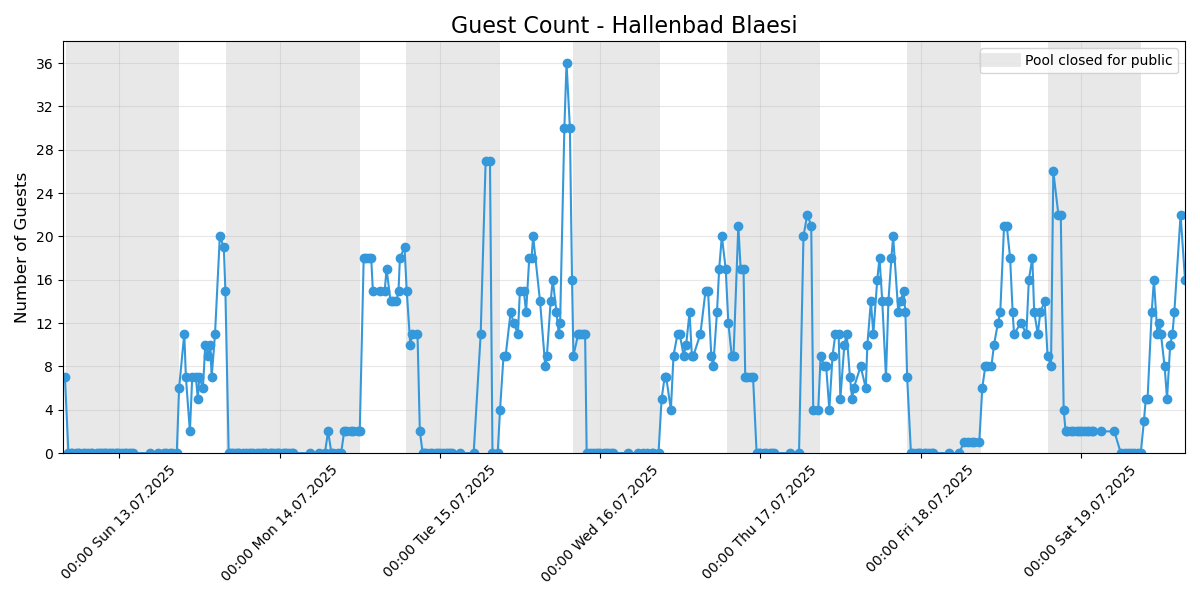 Guest Count - Hallenbad Blaesi
Pool closed for public
Number of Guests
36
32
28
24
20
16
12
8
4
0
00:00 Sun 13.07.2025
00:00 Mon 14.07.2025
00:00 Tue 15.07.2025
00:00 Wed 16.07.2025
00:00 Thu 17.07.2025
00:00 Fri 18.07.2025
00:00 Sat 19.07.2025